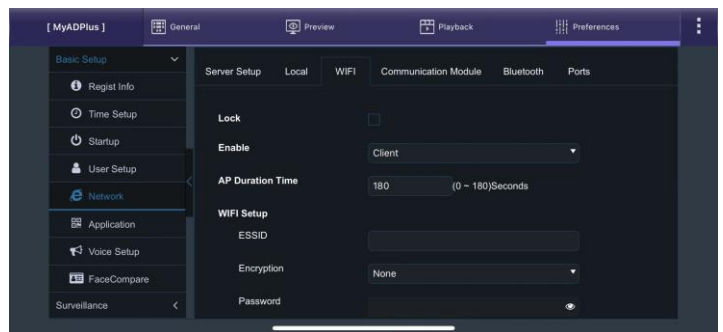 [ MyADPlus ] General Preview Playback Preferences
Basic Setup
Regist Info
Time Setup
Startup
User Setup
Network
Application
Voice Setup
FaceCompare
Surveillance
Server Setup Local WIFI Communication Module Bluetooth Ports
Lock
Enable Client
AP Duration Time 180 (0 ~ 180)Seconds
WIFI Setup
ESSID
Encryption None
Password